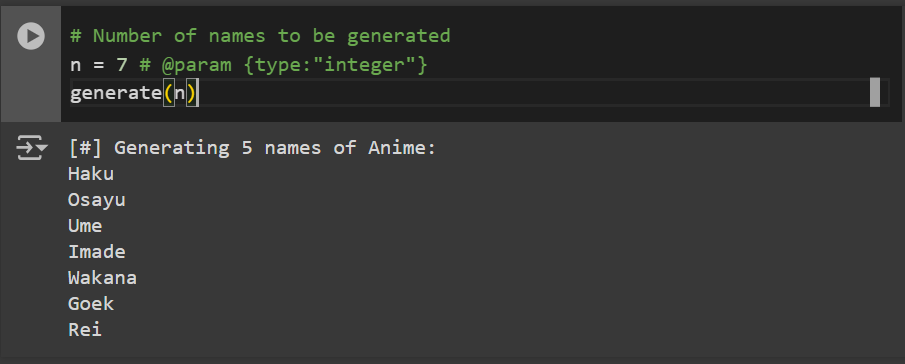 # Number of names to be generated
n = 7 # @param {type:"integer"}
generate(n)
[#] Generating 5 names of Anime:
Haku
Osayu
Ume
Imade
Wakana
Goek
Rei